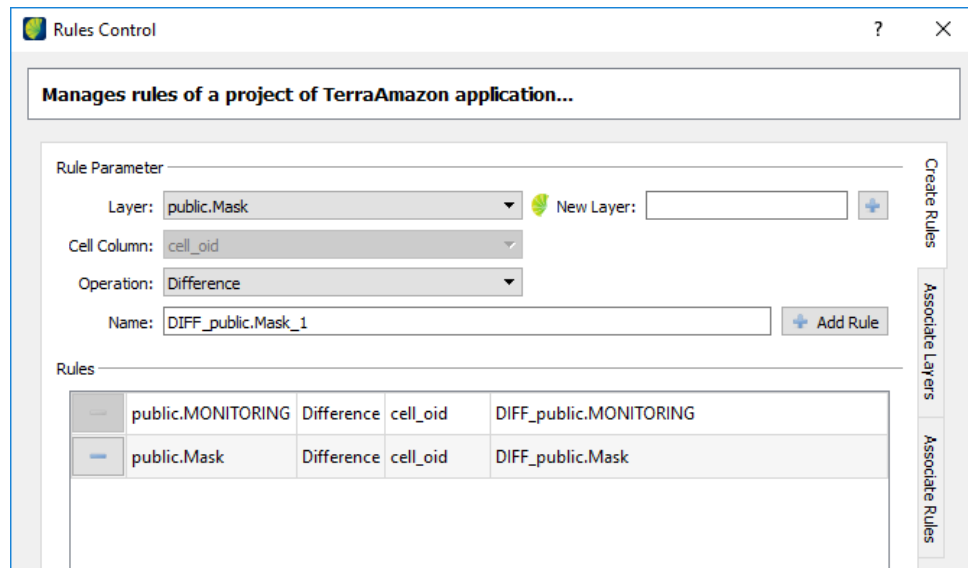 Rules Control ?
Manages rules of a project of TerraAmazon application...
Rule Parameter
Layer: public.Mask New Layer:
Cell Column: cell_oid
Operation: Difference
Name: DIFF_public.Mask_1 Add Rule
Rules
public.MONITORING Difference cell_oid DIFF_public.MONITORING
public.Mask Difference cell_oid DIFF_public.Mask
Create Rules
Associate Layers
Associate Rules